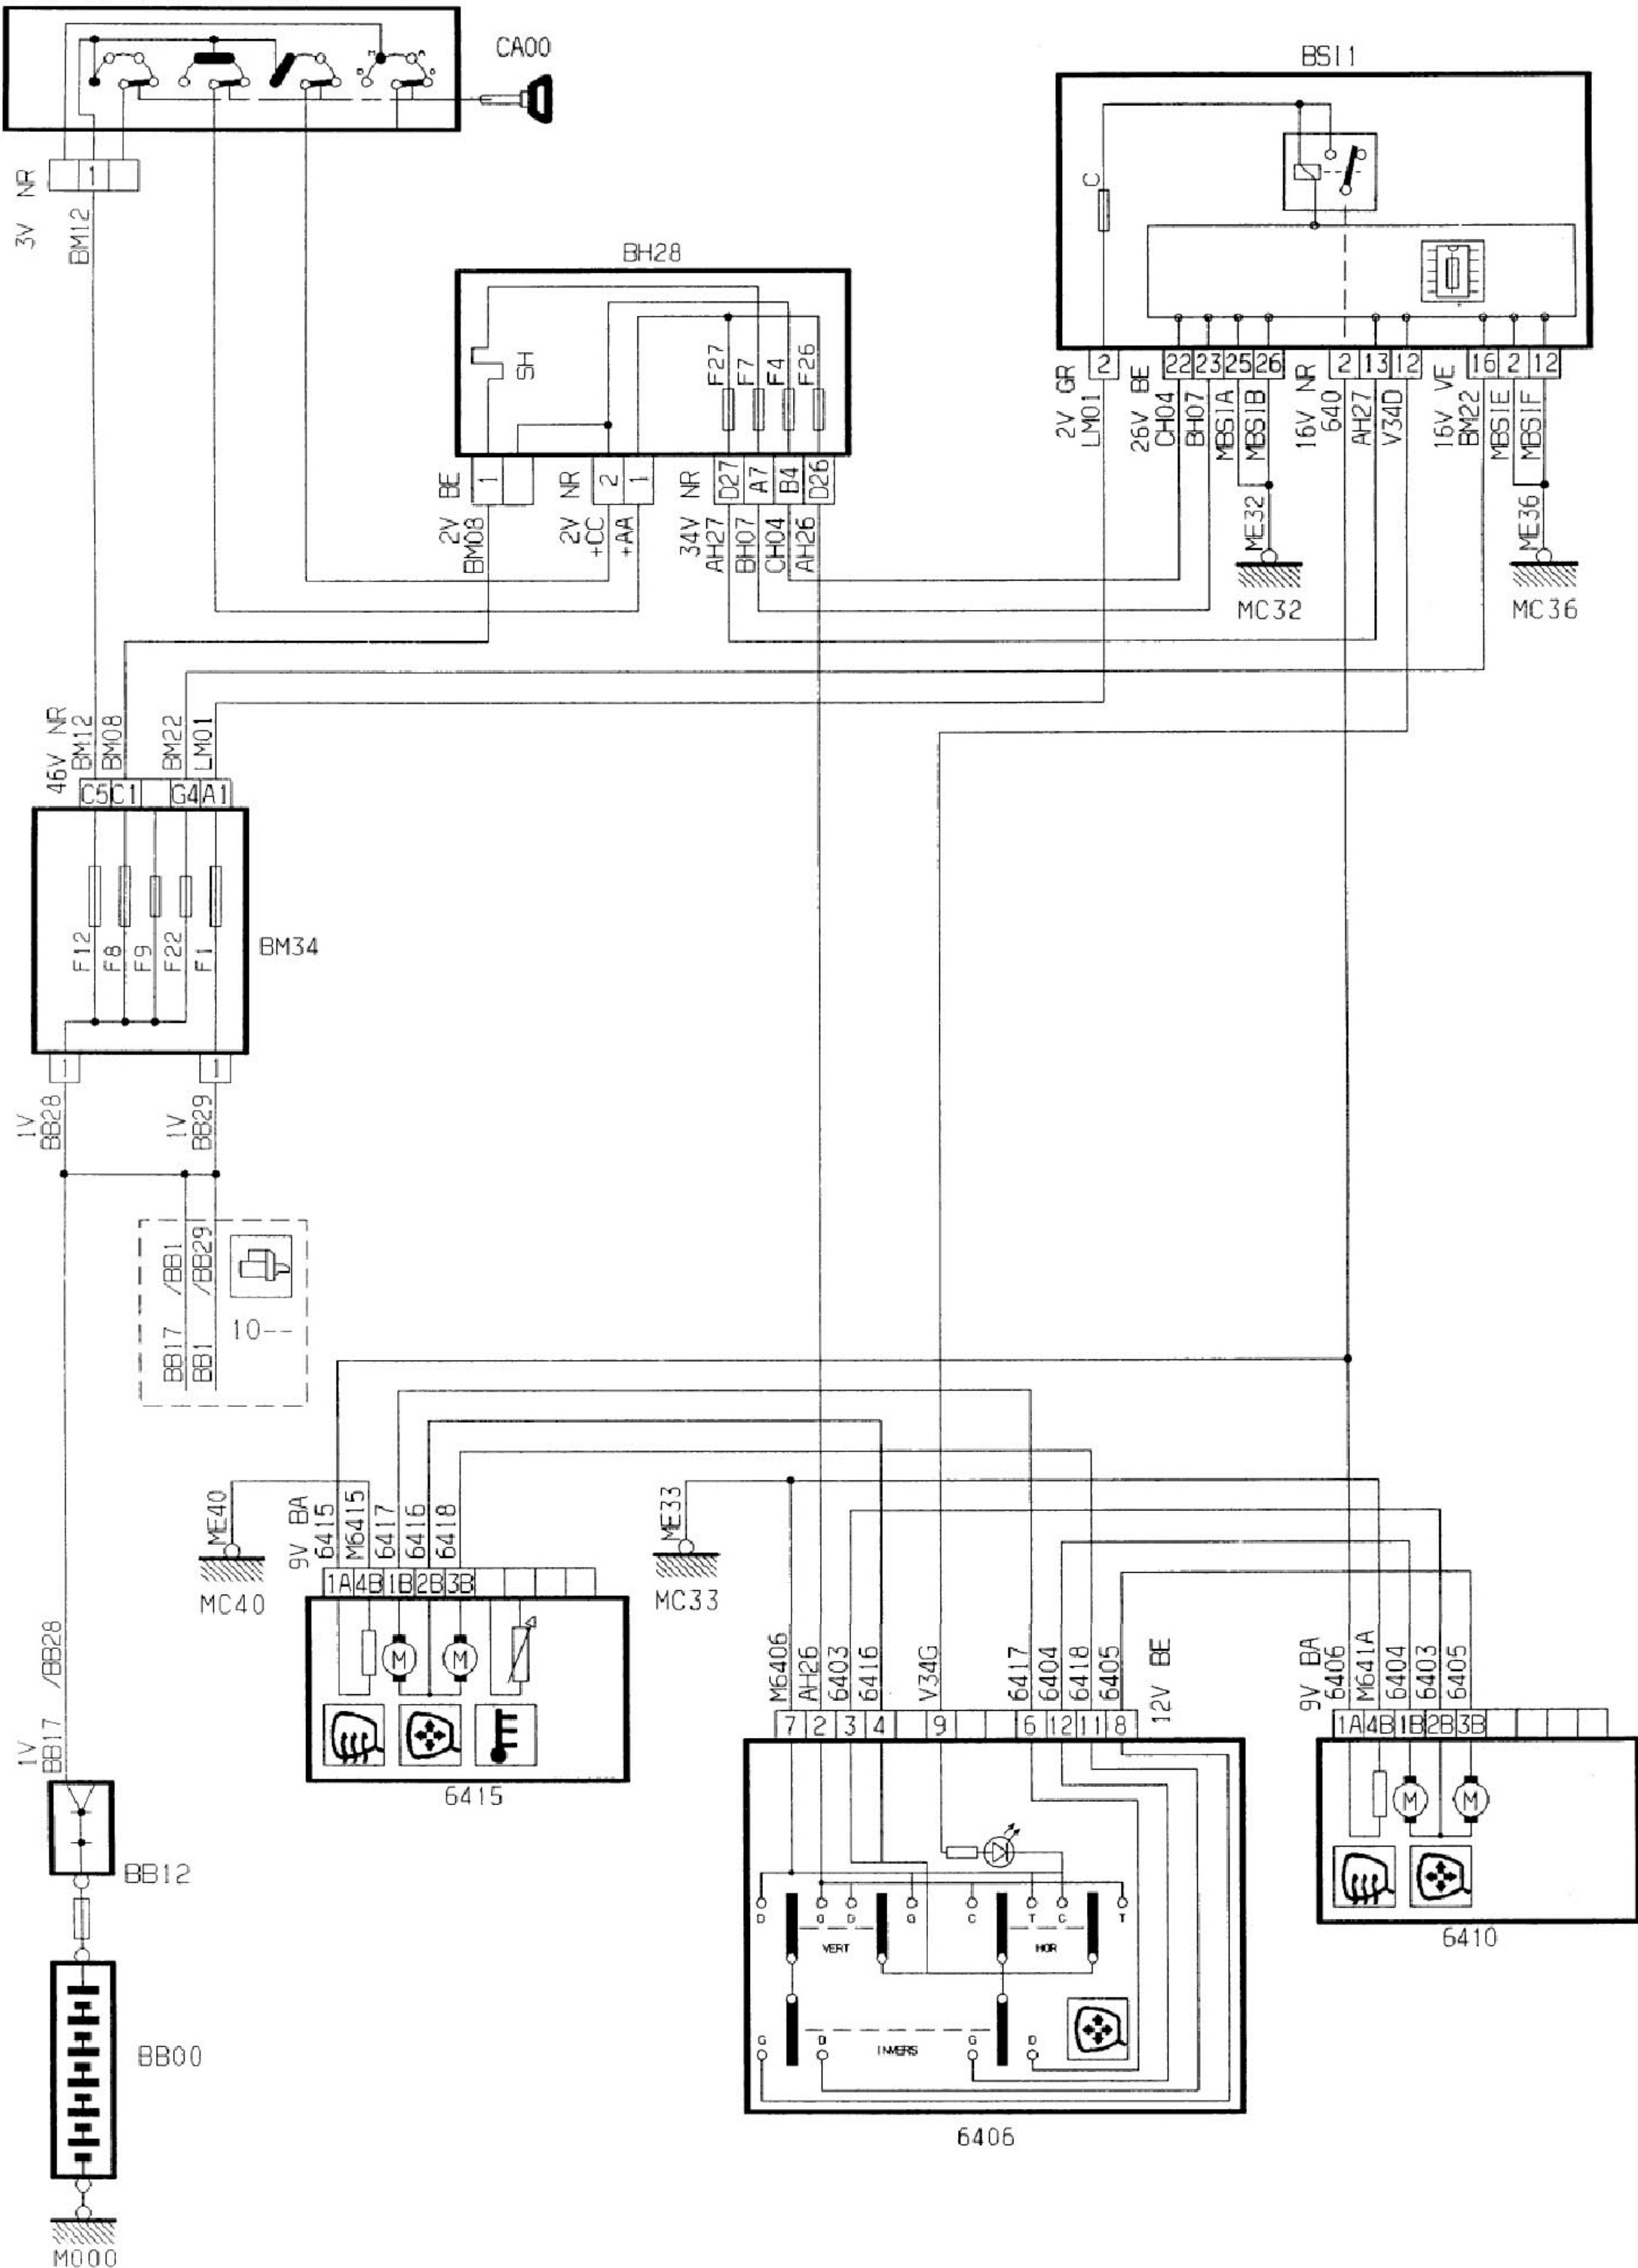 CA00
BSI1
3V NR
1
BM12
BH28
SH
F27
F7
F4
F26
C
2V BE
1
BM08
2V NR
2
1
+CC
+AA
34V NR
D27
A7
B4
D26
AH27
BH07
CH04
AH26
2V GR
2
LM01
26V BE
22
23
25
26
CH04
BH07
MBS1A
MBS1B
16V NR
2
13
12
640
AH27
V34D
16V VE
16
2
12
BM22
MBS1E
MBS1F
ME32
MC32
ME36
MC36
46V NR
BM12
BM08
BM22
LM01
C5
C1
G4
A1
F12
F8
F9
F22
F1
BM34
1
1
1V
BB28
1V
BB29
BB17 /BB1
BB1 /BB29
10--
ME40
MC40
9V BA
6415
M6415
6417
6416
6418
1A
4B
1B
2B
3B
M
M
6415
ME33
MC33
M6406
AH26
6403
6416
V34G
6417
6404
6418
6405
12V BE
7
2
3
4
9
6
12
11
8
D
G
D
G
C
T
C
T
VERT
HOR
G
D
G
D
INVERS
6406
9V BA
6406
M641A
6404
6403
6405
1A
4B
1B
2B
3B
M
M
6410
1V
BB17 /BB28
BB12
BB00
M000